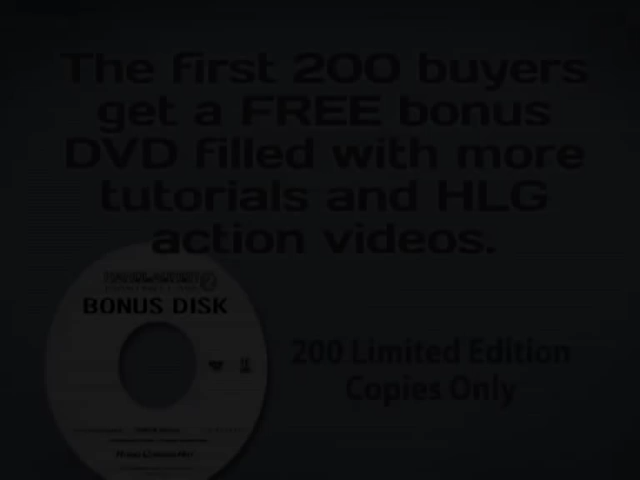 The first 200 buyers
get a FREE bonus
DVD filled with more
tutorials and HLG
action videos.
BONUS DISK
200 Limited Edition
Copies Only